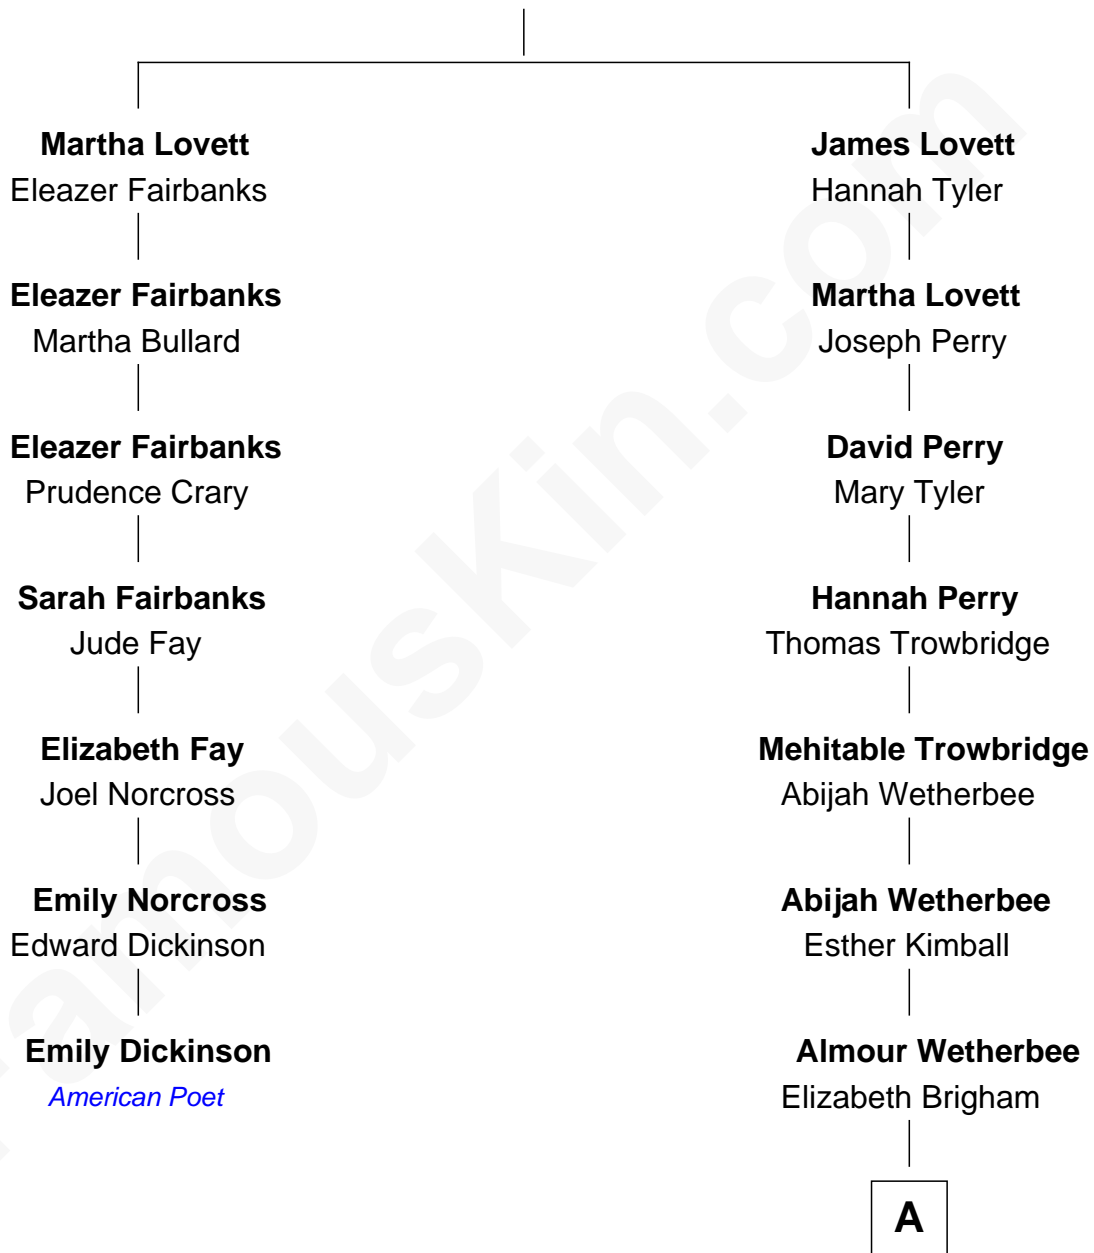 Martha Lovett
Eleazer Fairbanks
Eleazer Fairbanks
Martha Bullard
Eleazer Fairbanks
Prudence Crary
Sarah Fairbanks
Jude Fay
Elizabeth Fay
Joel Norcross
Emily Norcross
Edward Dickinson
Emily Dickinson
American Poet
James Lovett
Hannah Tyler
Martha Lovett
Joseph Perry
David Perry
Mary Tyler
Hannah Perry
Thomas Trowbridge
Mehitable Trowbridge
Abijah Wetherbee
Abijah Wetherbee
Esther Kimball
Almour Wetherbee
Elizabeth Brigham
A
FamousKin.com